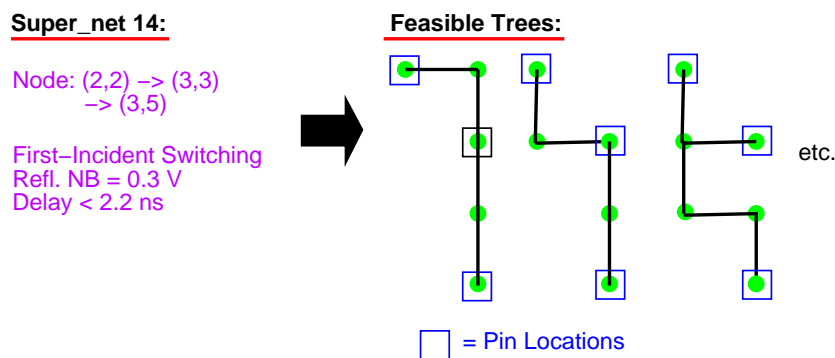 Super_net 14:
Node: (2,2) −> (3,3)
−> (3,5)
First−Incident Switching
Refl. NB = 0.3 V
Delay < 2.2 ns
Feasible Trees:
etc.
= Pin Locations